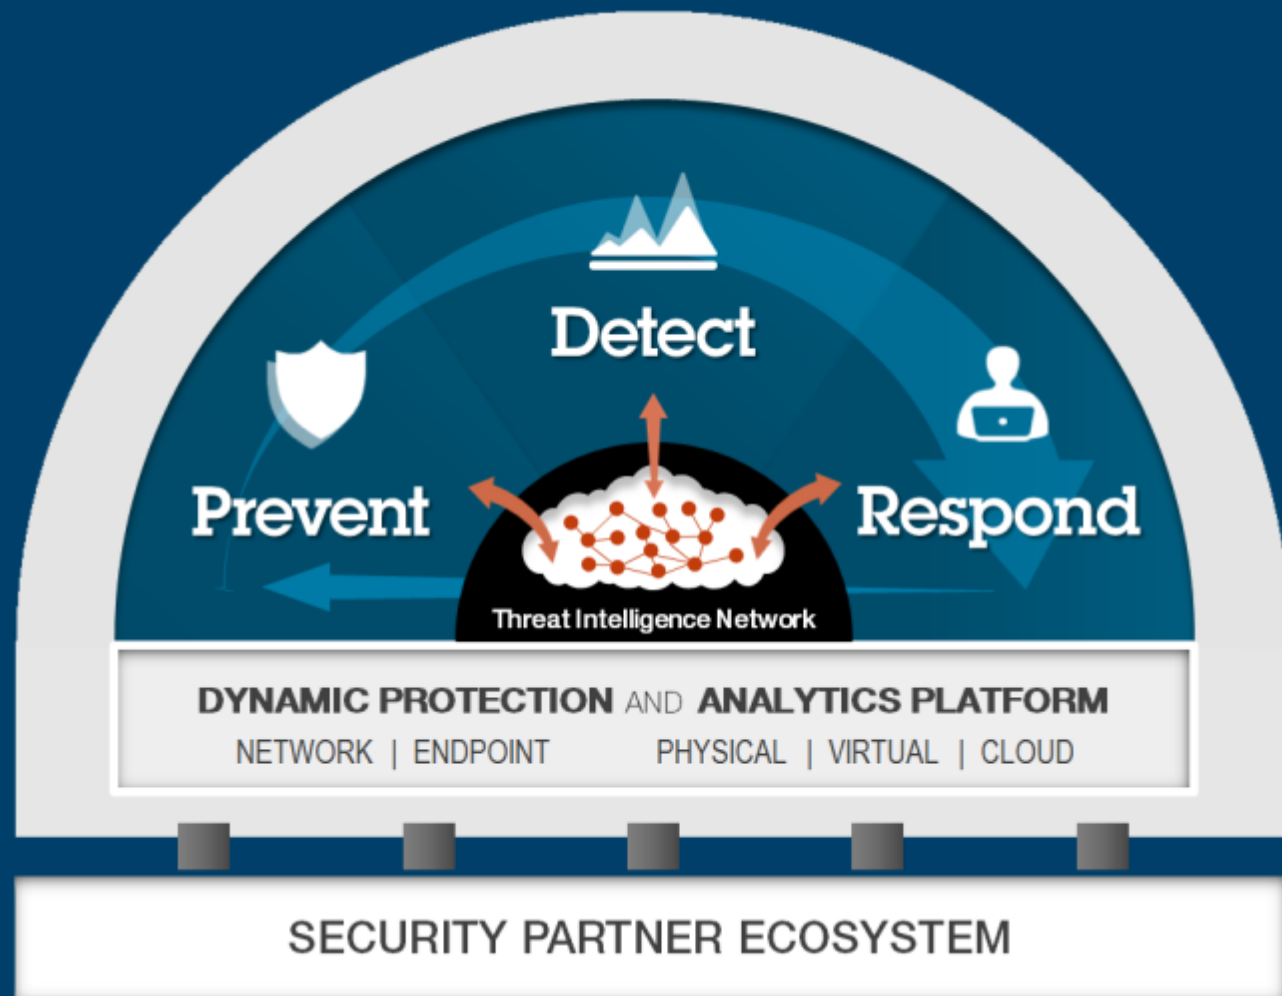 Detect
Prevent
Respond
Threat Intelligence Network
DYNAMIC PROTECTION AND ANALYTICS PLATFORM
NETWORK | ENDPOINT PHYSICAL | VIRTUAL | CLOUD
SECURITY PARTNER ECOSYSTEM